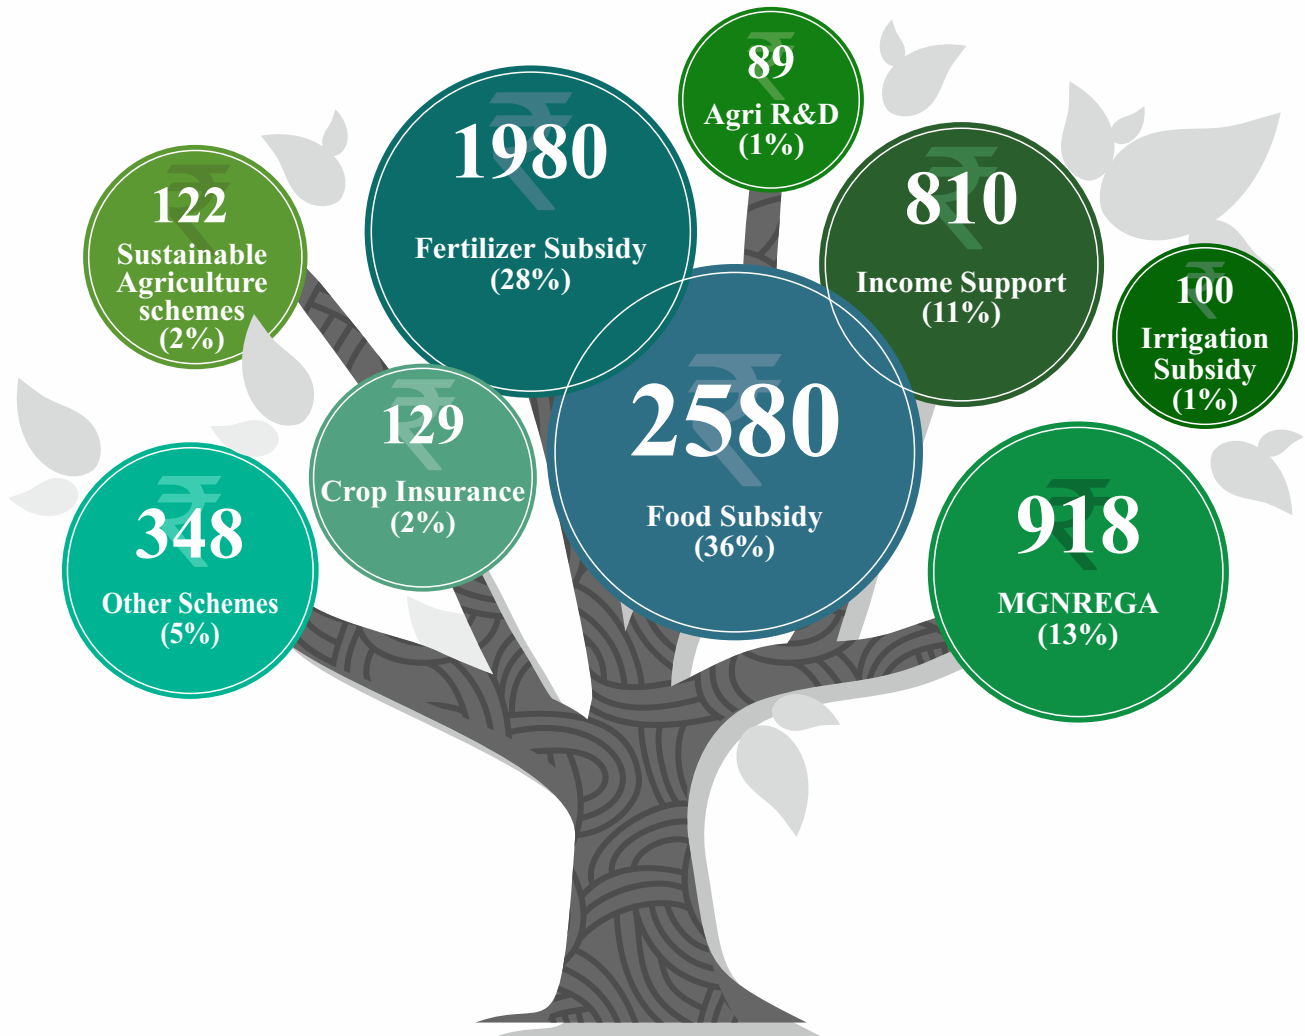 89
Agri R&D
(1%)
1980
Fertilizer Subsidy
(28%)
810
Income Support
(11%)
122
Sustainable
Agriculture
schemes
(2%)
100
Irrigation
Subsidy
(1%)
2580
Food Subsidy
(36%)
129
Crop Insurance
(2%)
348
Other Schemes
(5%)
918
MGNREGA
(13%)
₹
₹
₹
₹
₹
₹
₹
₹
₹